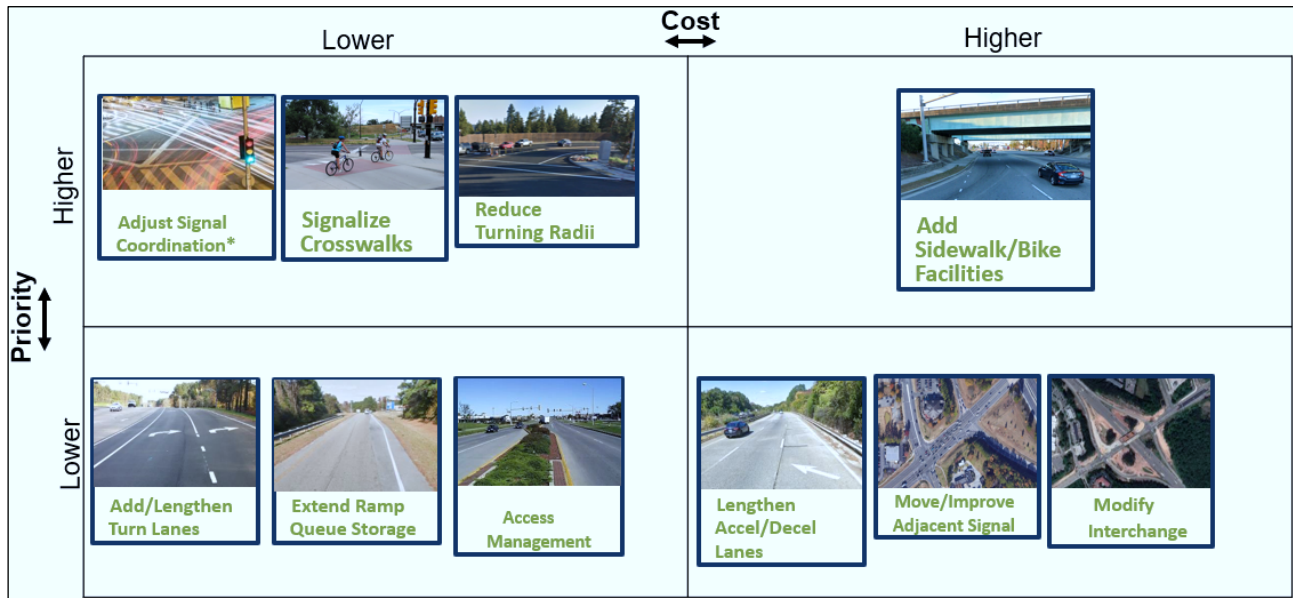 Cost
Lower
Higher
Priority
Higher
Adjust Signal
Coordination*
Signalize
Crosswalks
Reduce
Turning Radii
Add
Sidewalk/Bike
Facilities
Lower
Add/Lengthen
Turn Lanes
Extend Ramp
Queue Storage
Access
Management
Lengthen
Accel/Decel
Lanes
Move/Improve
Adjacent Signal
Modify
Interchange